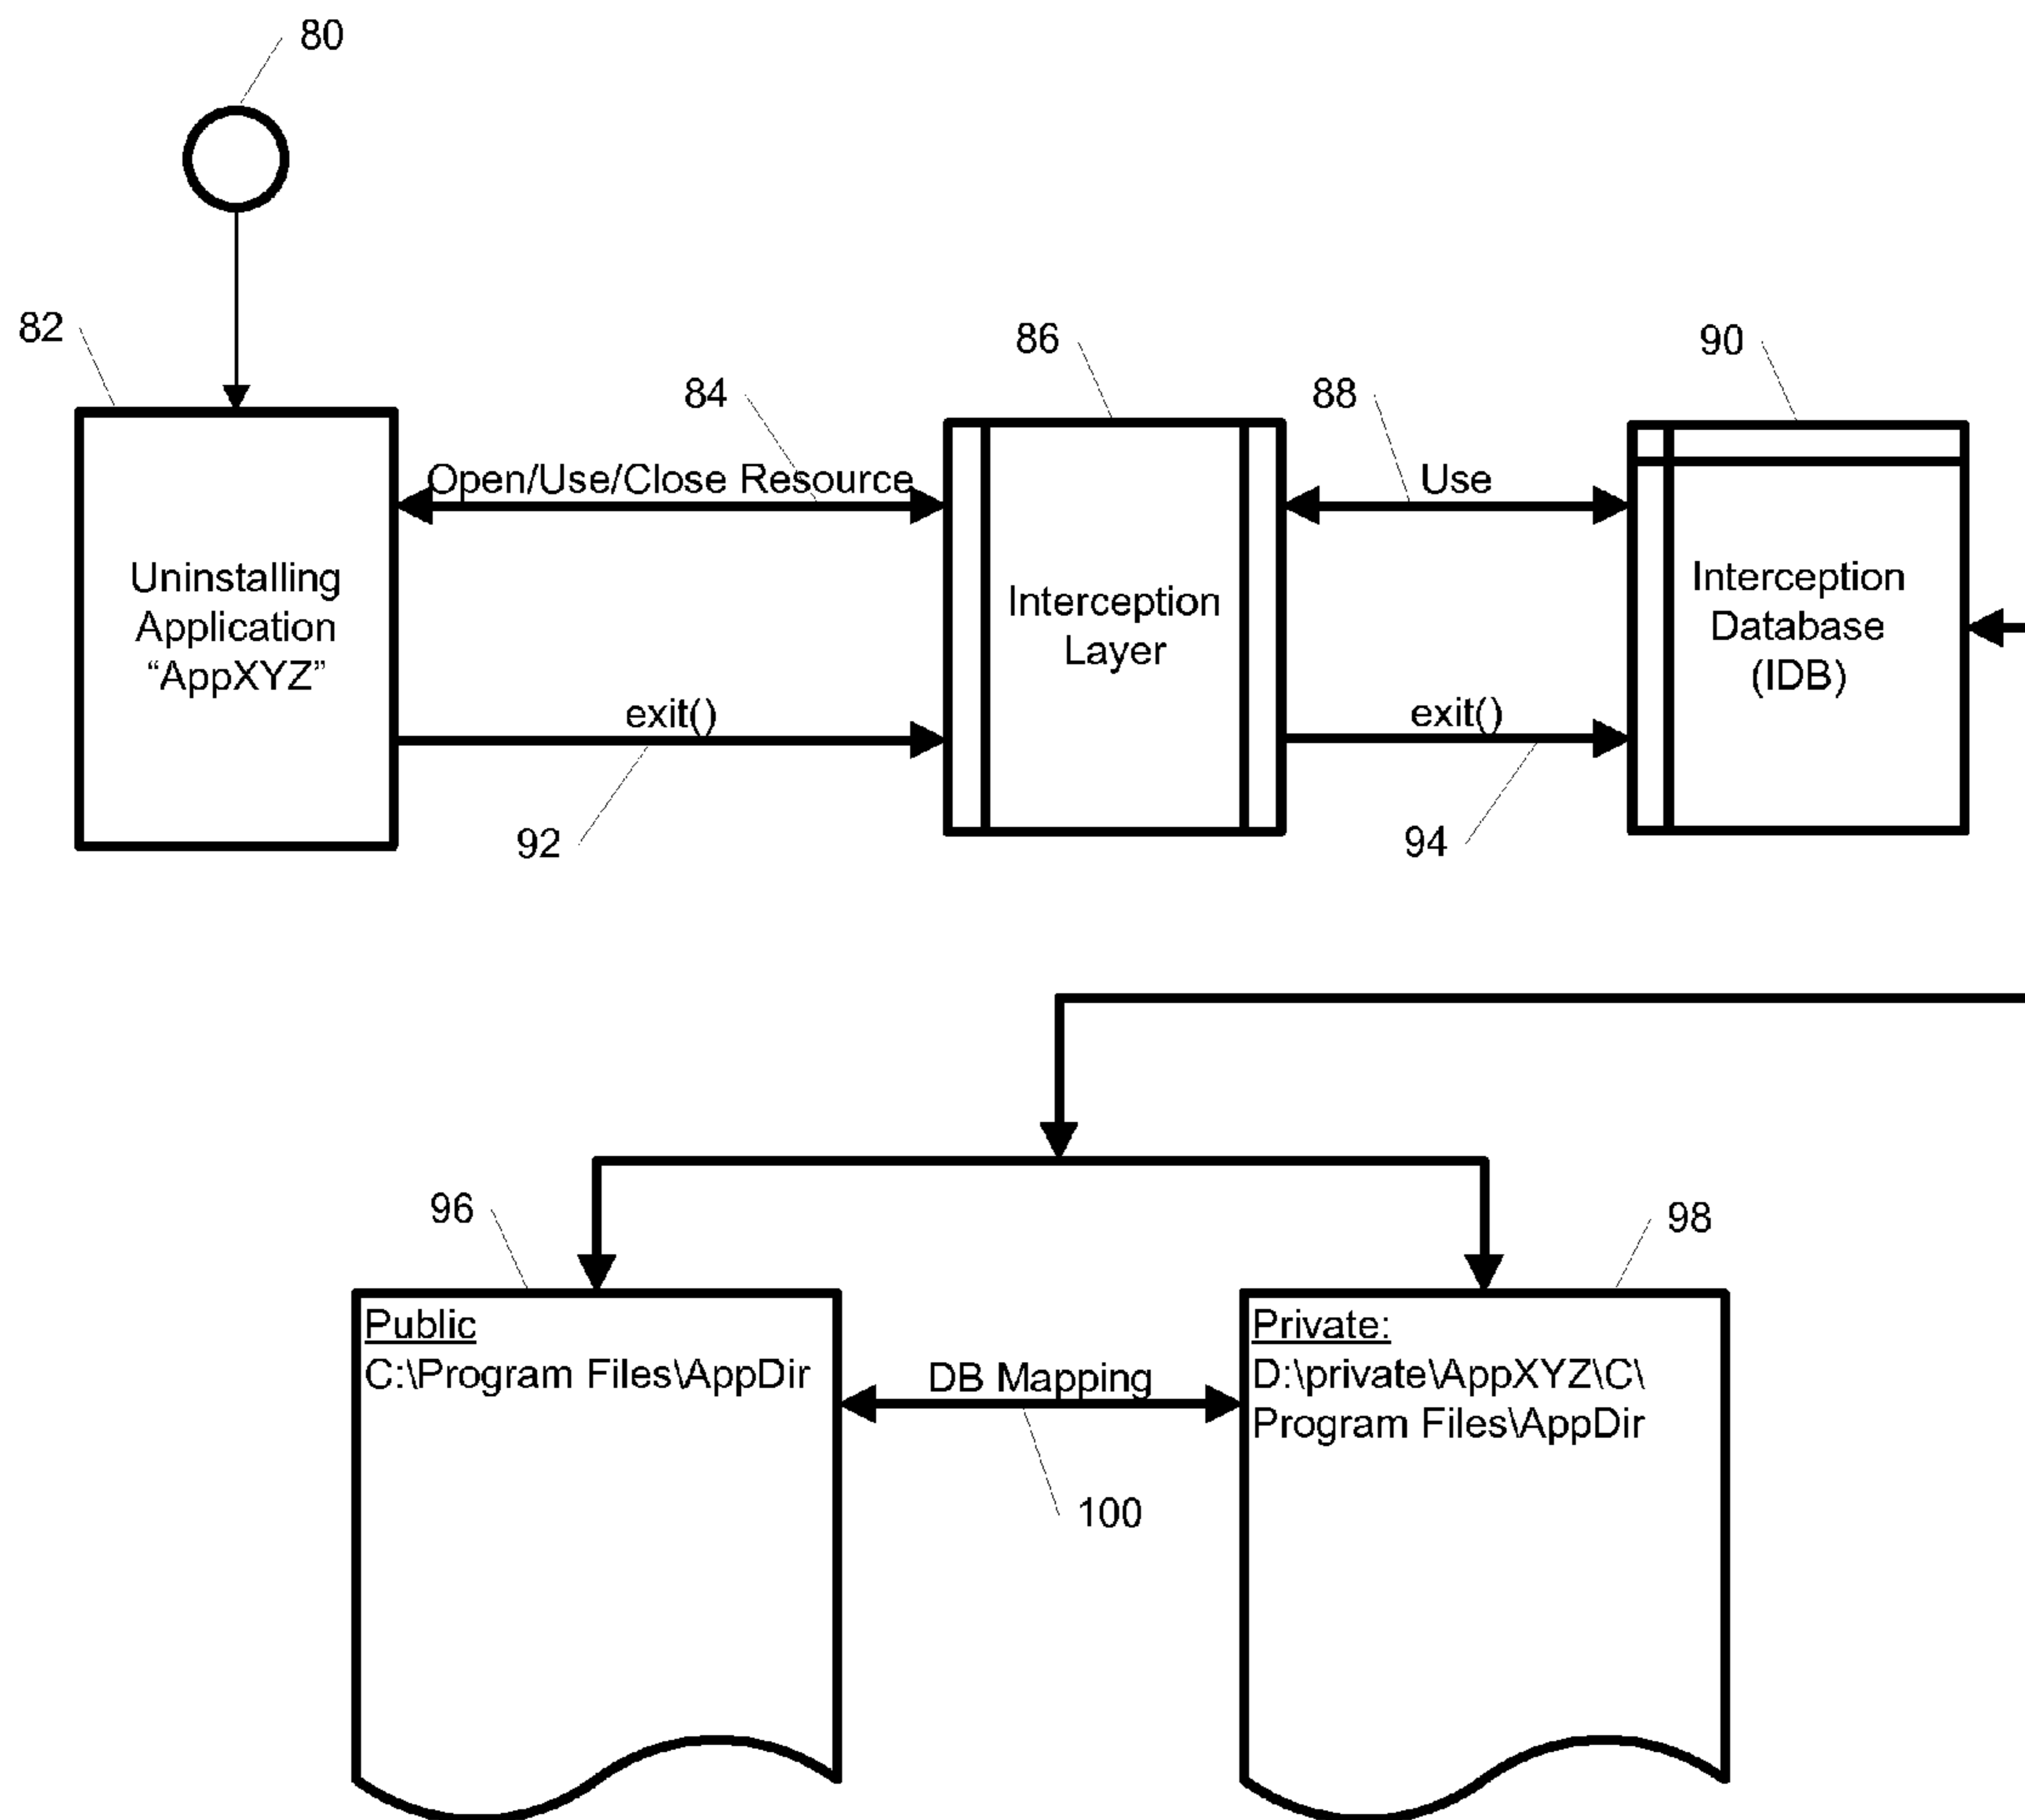 80
82
86
90
84
88
Open/Use/Close Resource
Use
Uninstalling
Application
“AppXYZ”
Interception
Layer
Interception
Database
(IDB)
exit()
exit()
92
94
96
98
Public
C:\Program Files\AppDir
DB Mapping
Private:
D:\private\AppXYZ\C\
Program Files\AppDir
100